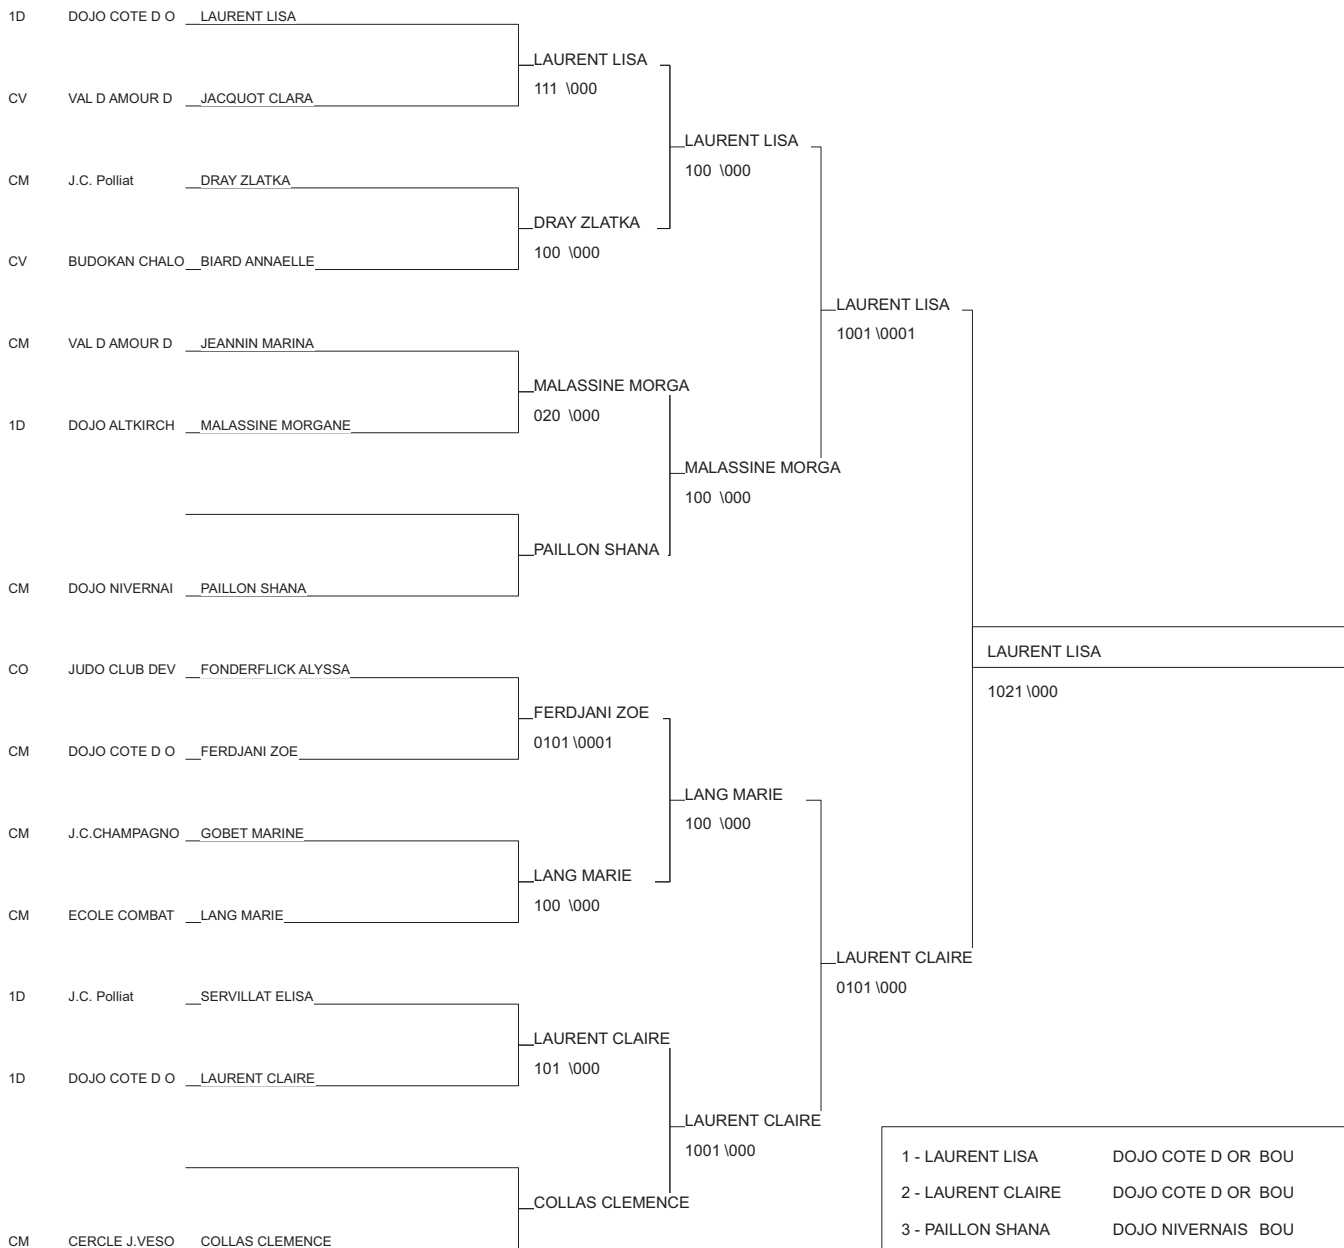 1D DOJO COTE D O LAURENT LISA
LAURENT LISA
111 \000
CV VAL D AMOUR D JACQUOT CLARA
LAURENT LISA
100 \000
CM J.C. Polliat DRAY ZLATKA
DRAY ZLATKA
100 \000
CV BUDOKAN CHALO BIARD ANNAELLE
LAURENT LISA
1001 \0001
CM VAL D AMOUR D JEANNIN MARINA
MALASSINE MORGA
020 \000
1D DOJO ALTKIRCH MALASSINE MORGANE
MALASSINE MORGA
100 \000
PAILLON SHANA
CM DOJO NIVERNAI PAILLON SHANA
LAURENT LISA
1021 \000
CO JUDO CLUB DEV FONDERFLICK ALYSSA
FERDJANI ZOE
0101 \0001
CM DOJO COTE D O FERDJANI ZOE
LANG MARIE
100 \000
CM J.C.CHAMPAGNO GOBET MARINE
LANG MARIE
100 \000
CM ECOLE COMBAT LANG MARIE
LAURENT CLAIRE
0101 \000
1D J.C. Polliat SERVILLAT ELISA
LAURENT CLAIRE
101 \000
1D DOJO COTE D O LAURENT CLAIRE
LAURENT CLAIRE
1001 \000
COLLAS CLEMENCE
CM CERCLE J.VESO COLLAS CLEMENCE
1 - LAURENT LISA DOJO COTE D OR BOU
2 - LAURENT CLAIRE DOJO COTE D OR BOU
3 - PAILLON SHANA DOJO NIVERNAIS BOU